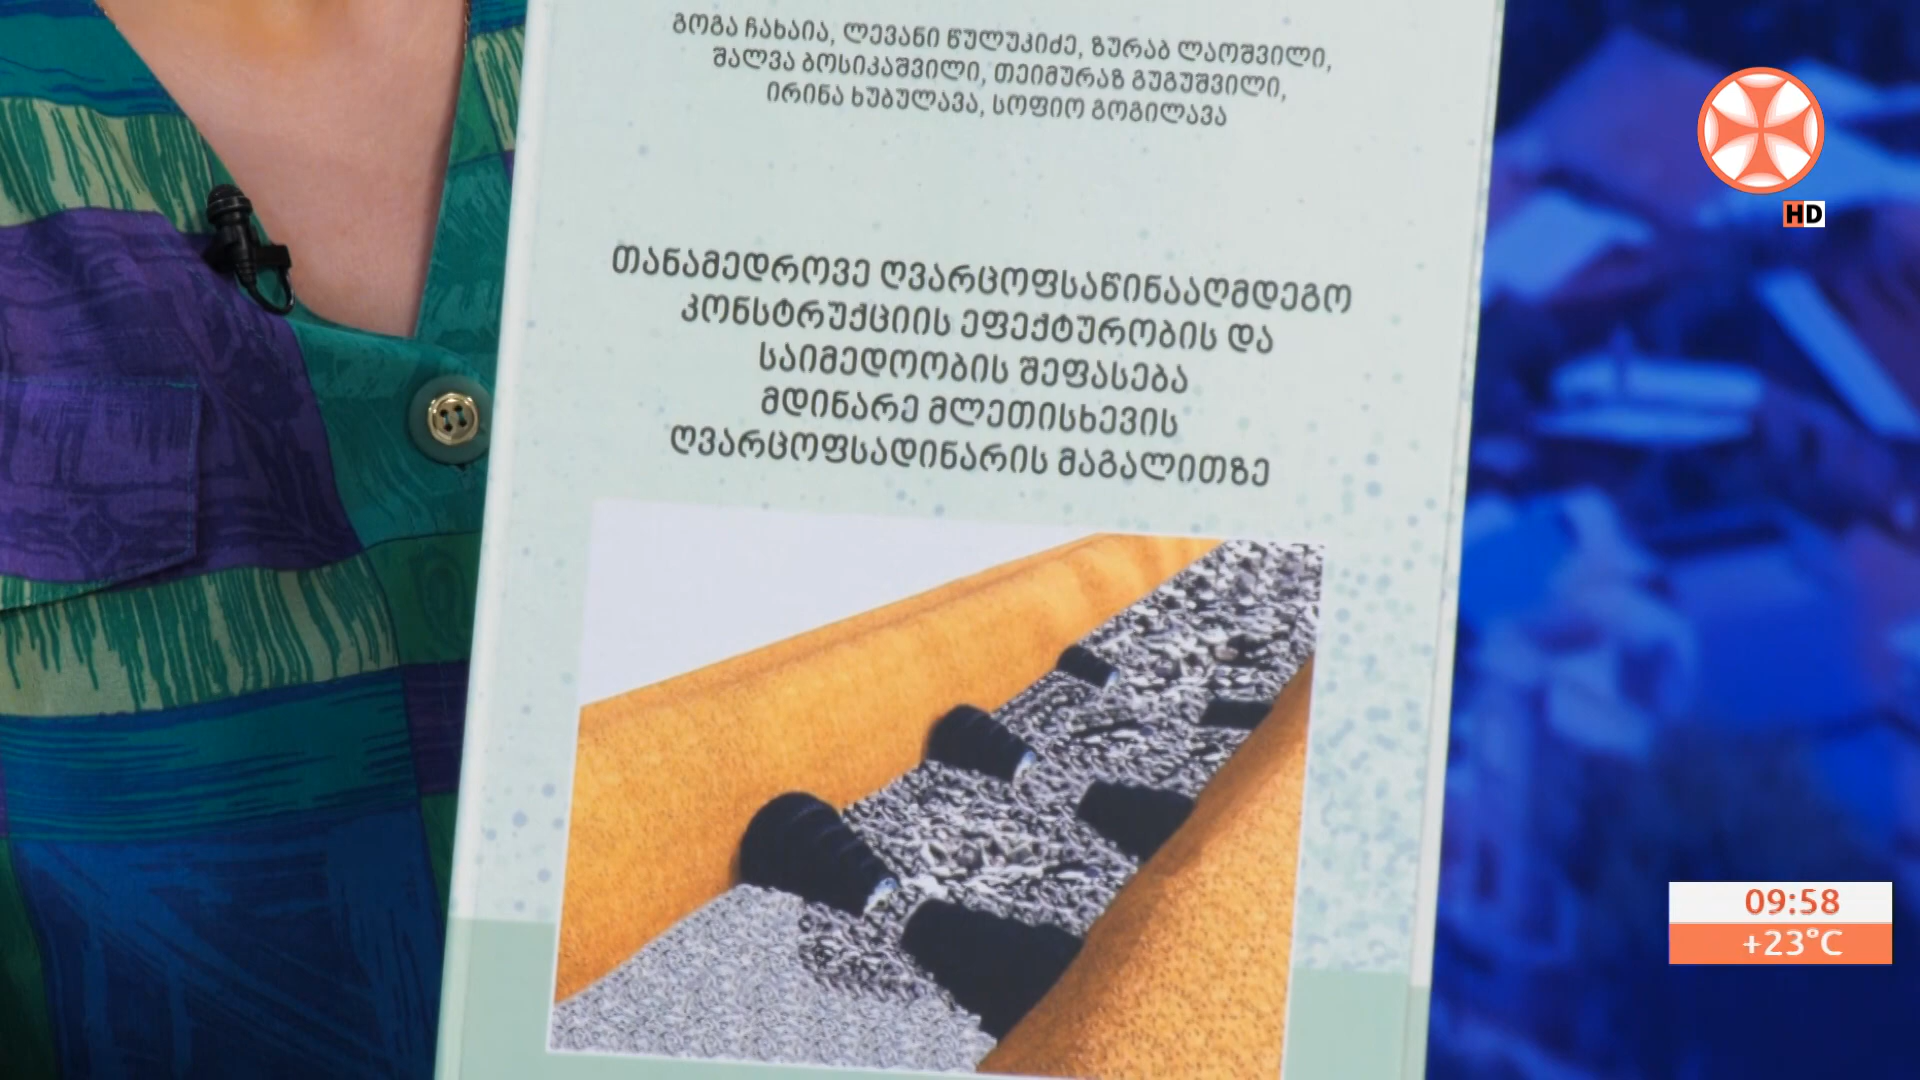 გოგა ჩახაია, ლევანი წულუკიძე, ზურაბ ლაოშვილი,
შალვა ბოსიკაშვილი, თეიმურაზ გუგუშვილი,
ირინა ხუბულავა, სოფიო გოგილავა
თანამედროვე ღვარცოფსაწინააღმდეგო
კონსტრუქციის ეფექტურობის და
საიმედოობის შეფასება
მდინარე მლეთისხევის
ღვარცოფსადინარის მაგალითზე
HD
09:58
+23°C